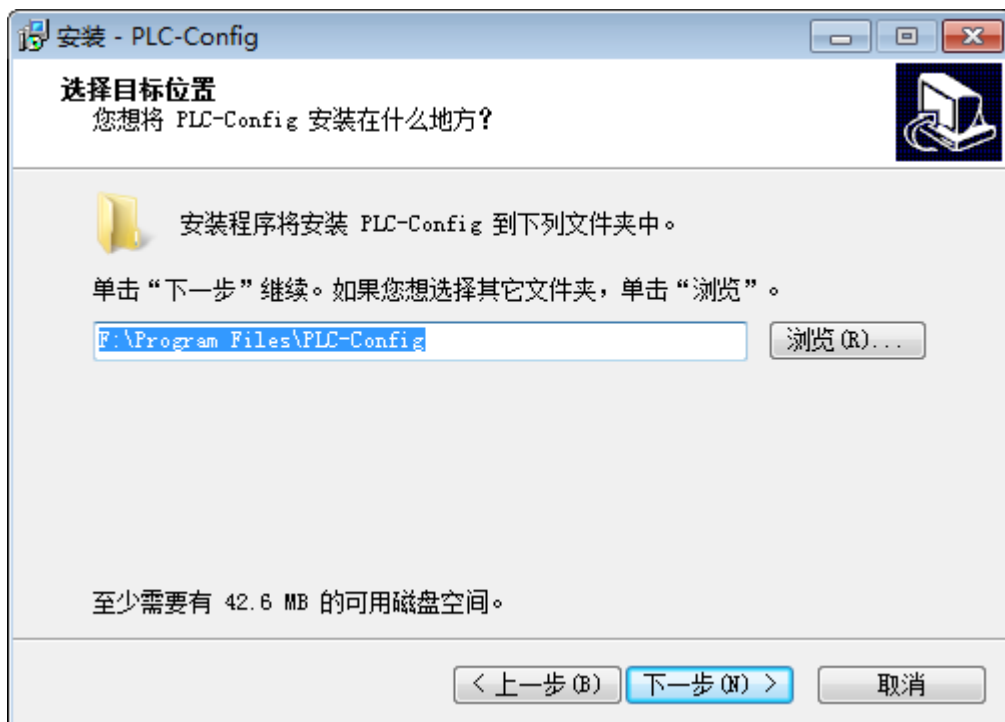 安装 - PLC-Config
选择目标位置
您想将 PLC-Config 安装在什么地方?
安装程序将安装 PLC-Config 到下列文件夹中。
单击“下一步”继续。如果您想选择其它文件夹，单击“浏览”。
F:\Program Files\PLC-Config
浏览(R)...
至少需要有 42.6 MB 的可用磁盘空间。
< 上一步(B)
下一步(N) >
取消